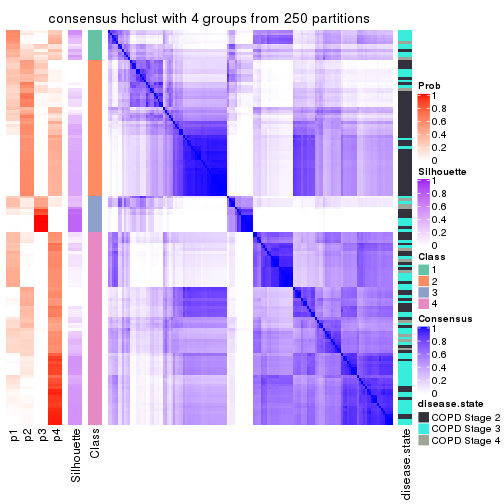 consensus hclust with 4 groups from 250 partitions
Prob
1
0.8
0.6
0.4
0.2
0
Silhouette
1
0.8
0.6
0.4
0.2
0
Class
1
2
3
4
Consensus
1
0.8
0.6
0.4
0.2
0
disease.state
COPD Stage 2
COPD Stage 3
COPD Stage 4
p1
p2
p3
p4
Silhouette
Class
disease.state